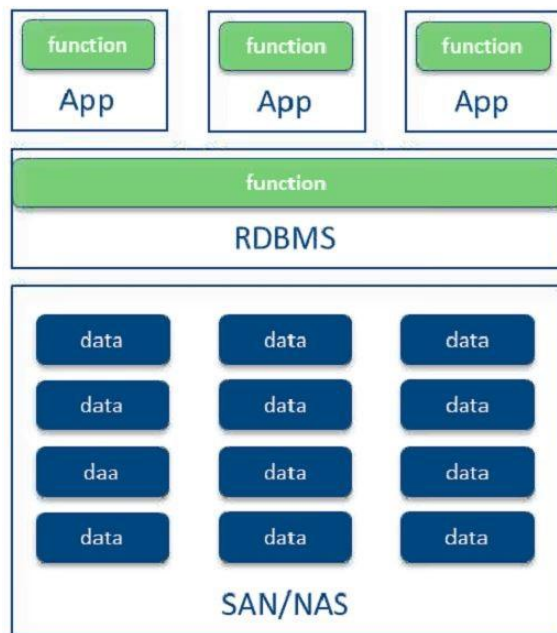 function function function
App App App
function
RDBMS
data data data
data data data
daa data data
data data data
SAN/NAS